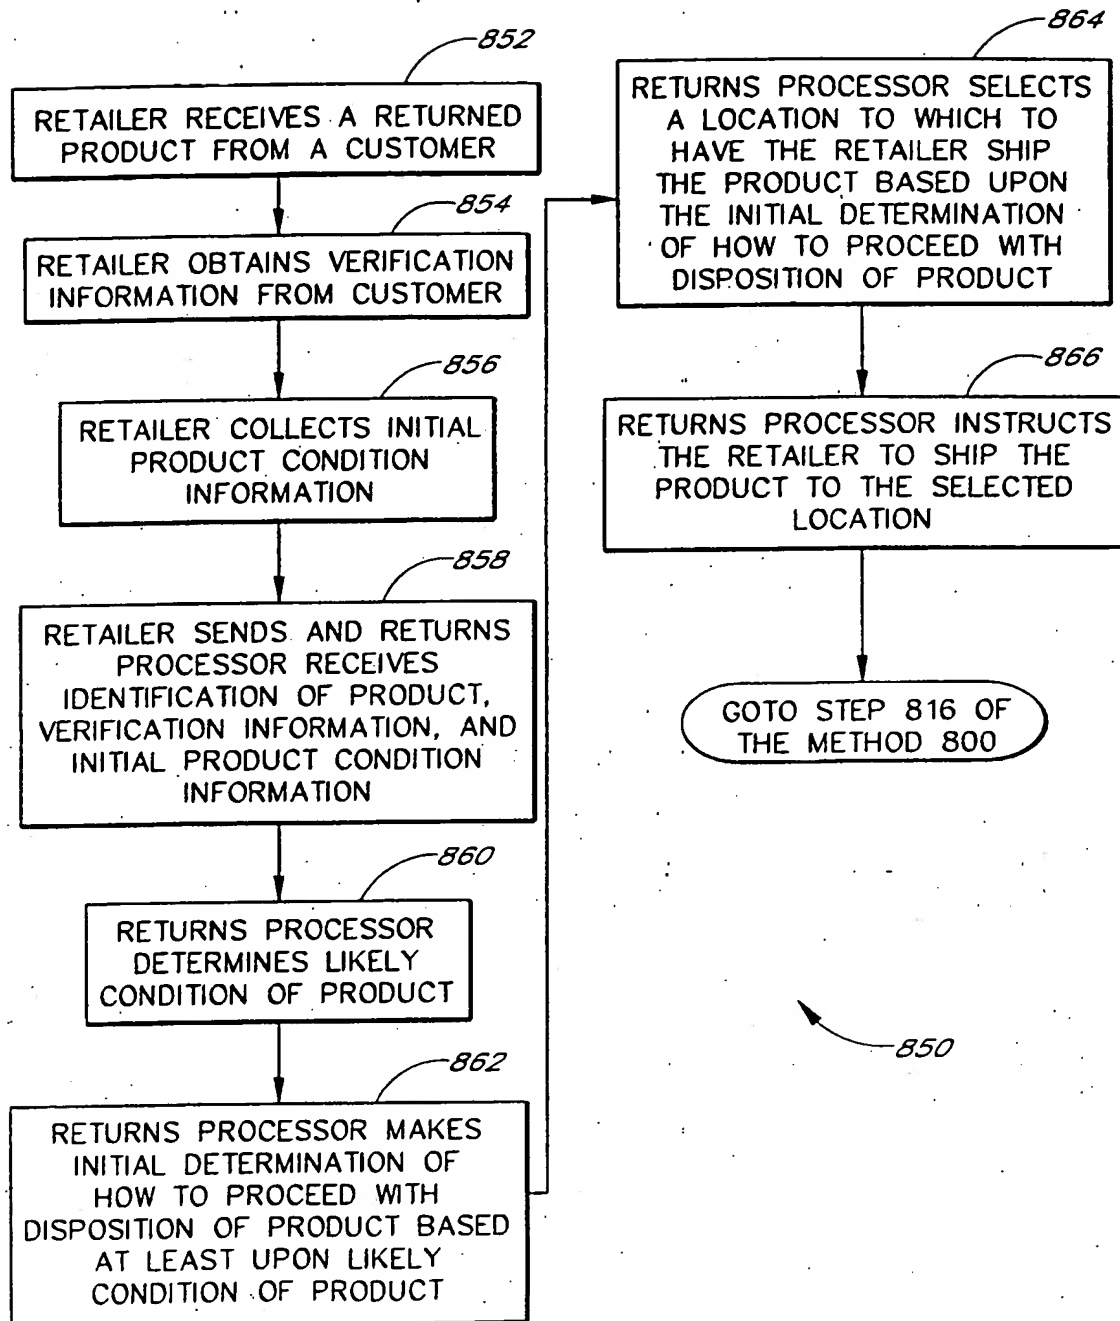 852
RETAILER RECEIVES A RETURNED
PRODUCT FROM A CUSTOMER
854
RETAILER OBTAINS VERIFICATION
INFORMATION FROM CUSTOMER
856
RETAILER COLLECTS INITIAL
PRODUCT CONDITION
INFORMATION
858
RETAILER SENDS AND RETURNS
PROCESSOR RECEIVES
IDENTIFICATION OF PRODUCT,
VERIFICATION INFORMATION, AND
INITIAL PRODUCT CONDITION
INFORMATION
860
RETURNS PROCESSOR
DETERMINES LIKELY
CONDITION OF PRODUCT
862
RETURNS PROCESSOR MAKES
INITIAL DETERMINATION OF
HOW TO PROCEED WITH
DISPOSITION OF PRODUCT BASED
AT LEAST UPON LIKELY
CONDITION OF PRODUCT
864
RETURNS PROCESSOR SELECTS
A LOCATION TO WHICH TO
HAVE THE RETAILER SHIP
THE PRODUCT BASED UPON
THE INITIAL DETERMINATION
OF HOW TO PROCEED WITH
DISPOSITION OF PRODUCT
866
RETURNS PROCESSOR INSTRUCTS
THE RETAILER TO SHIP THE
PRODUCT TO THE SELECTED
LOCATION
GOTO STEP 816 OF
THE METHOD 800
850